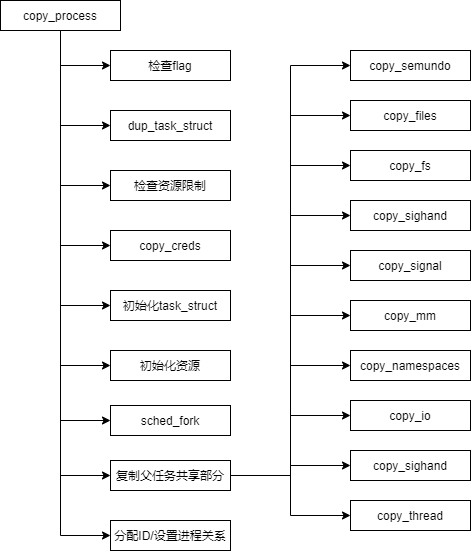 copy_process
检查flag
dup_task_struct
检查资源限制
copy_creds
初始化task_struct
初始化资源
sched_fork
复制父任务共享部分
分配ID/设置进程关系
copy_semundo
copy_files
copy_fs
copy_sighand
copy_signal
copy_mm
copy_namespaces
copy_io
copy_sighand
copy_thread